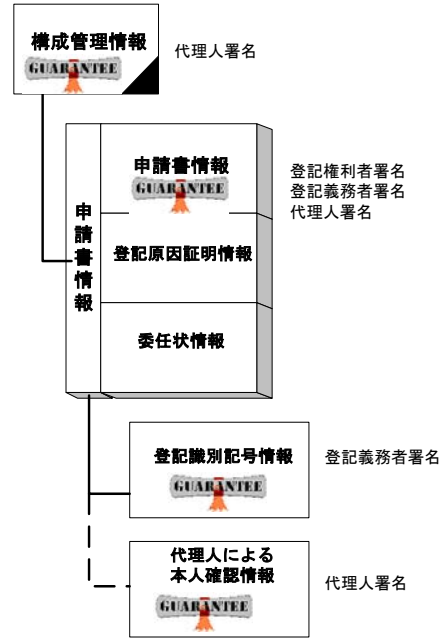 構成管理情報
GUARANTEE
代理人署名
申請書情報
申請書情報
GUARANTEE
登記権利者署名
登記義務者署名
代理人署名
登記原因証明情報
委任状情報
登記識別記号情報
GUARANTEE
登記義務者署名
代理人による
本人確認情報
GUARANTEE
代理人署名